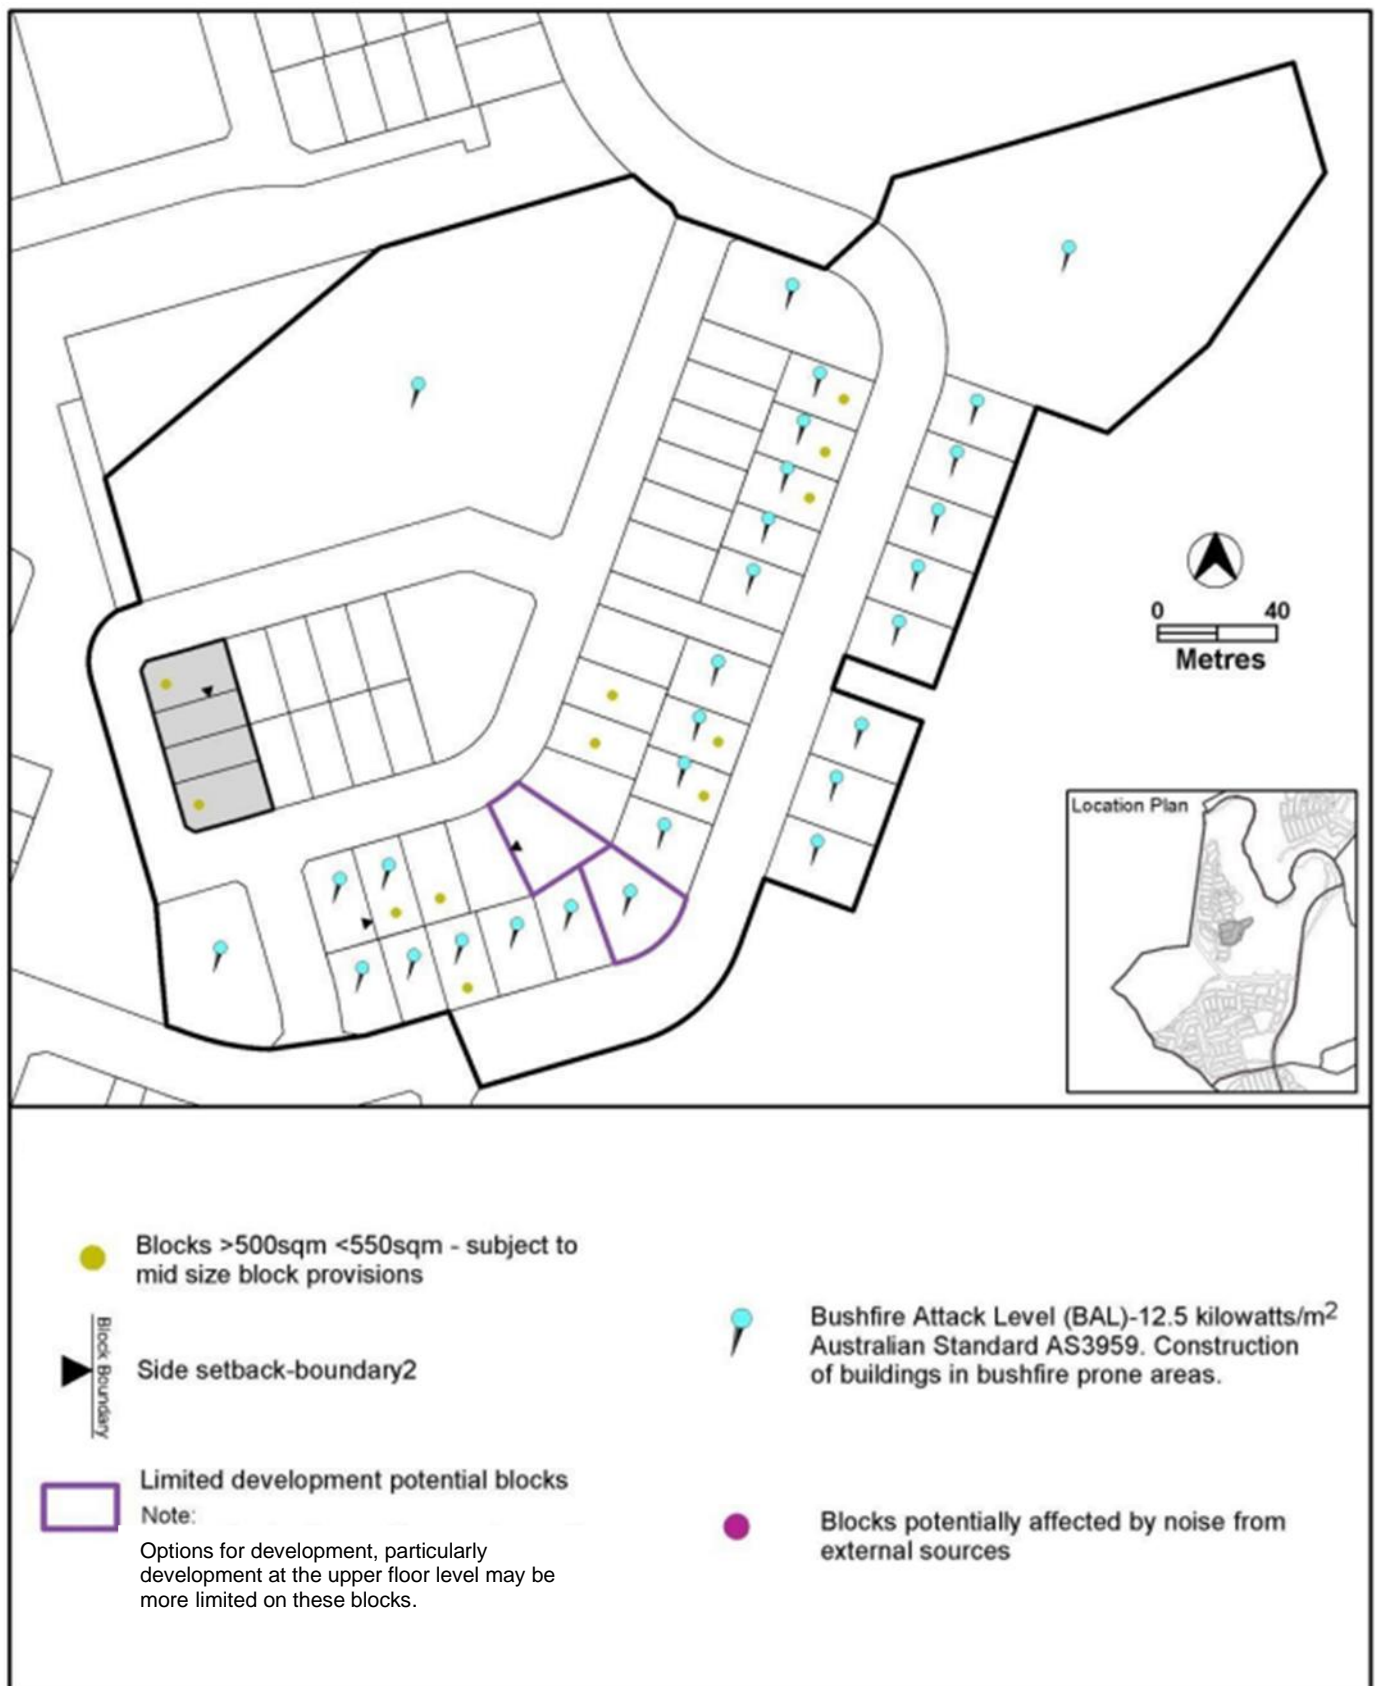 0 40
Metres
Location Plan
Blocks >500sqm <550sqm - subject to
mid size block provisions
Block Boundary
Side setback-boundary2
Limited development potential blocks
Note:
Options for development, particularly
development at the upper floor level may be
more limited on these blocks.
Bushfire Attack Level (BAL)-12.5 kilowatts/m2
Australian Standard AS3959. Construction
of buildings in bushfire prone areas.
Blocks potentially affected by noise from
external sources